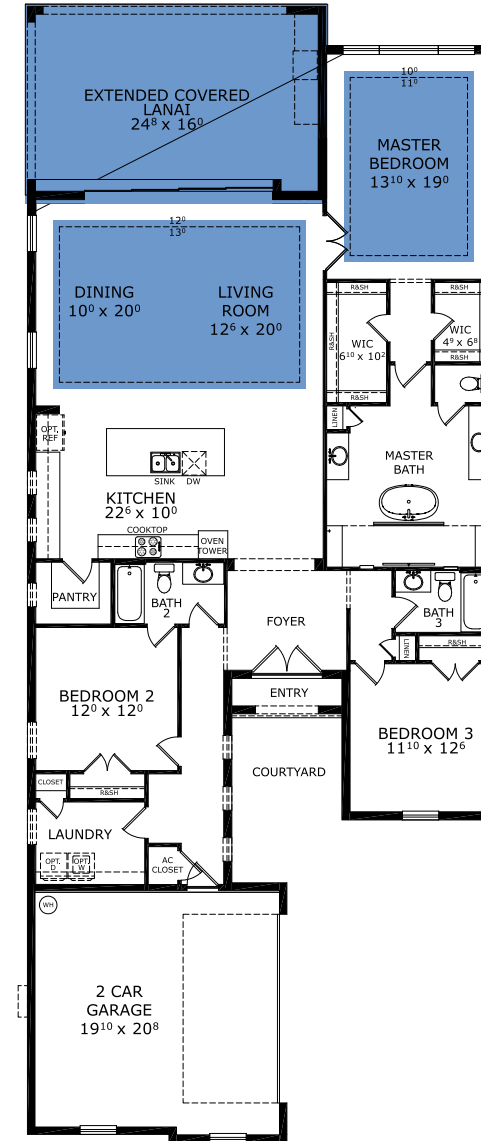 EXTENDED COVERED
LANAI
24⁸ x 16⁰
10⁰
11⁰
MASTER
BEDROOM
13¹⁰ x 19⁰
12⁰
13⁰
DINING
10⁰ x 20⁰
LIVING
ROOM
12⁶ x 20⁰
R&SH
R&SH
R&SH
WIC
6¹⁰ x 10²
R&SH
WIC
4⁹ x 6⁸
R&SH
LINEN
OPT.
REF
MASTER
BATH
SINK
DW
KITCHEN
22⁶ x 10⁰
COOKTOP
OVEN
TOWER
PANTRY
BATH
2
FOYER
BATH
3
LINEN
R&SH
BEDROOM 2
12⁰ x 12⁰
ENTRY
BEDROOM 3
11¹⁰ x 12⁶
COURTYARD
CLOSET
R&SH
LAUNDRY
OPT.
D
OPT.
W
AC
CLOSET
WH
2 CAR
GARAGE
19¹⁰ x 20⁸